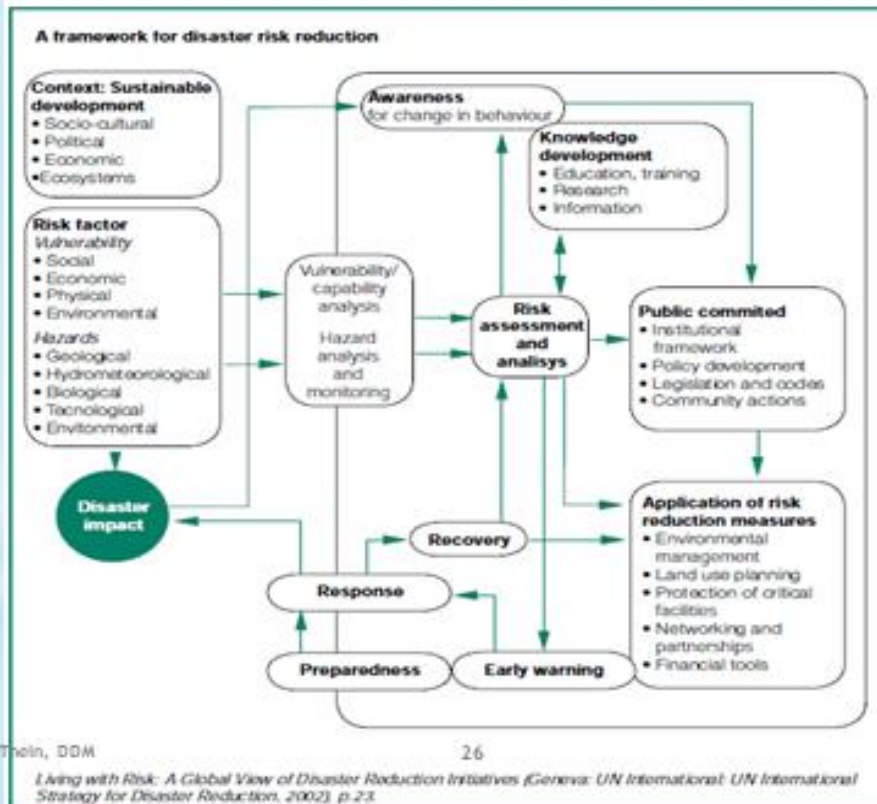 A framework for disaster risk reduction
Context: Sustainable
development
• Socio-cultural
• Political
• Economic
•Ecosystems
Risk factor
Vulnerability
• Social
• Economic
• Physical
• Environmental
Hazards
• Geological
• Hydrometeorological
• Biological
• Tecnological
• Envitonmental
Disaster
impact
Awareness
for change in behaviour
Knowledge
development
• Education, training
• Research
• Information
Vulnerability/
capability
analysis
Hazard
analysis
and
monitoring
Risk
assessment
and
analisys
Public commited
• Institutional
framework
• Policy development
• Legislation and codes
• Community actions
Application of risk
reduction measures
• Environmental
management
• Land use planning
• Protection of critical
facilities
• Networking and
partnerships
• Financial tools
Recovery
Response
Preparedness
Early warning
Thein, DDM
26
Living with Risk: A Global View of Disaster Reduction Initiatives (Geneva: UN International: UN International
Strategy for Disaster Reduction, 2002), p.23.